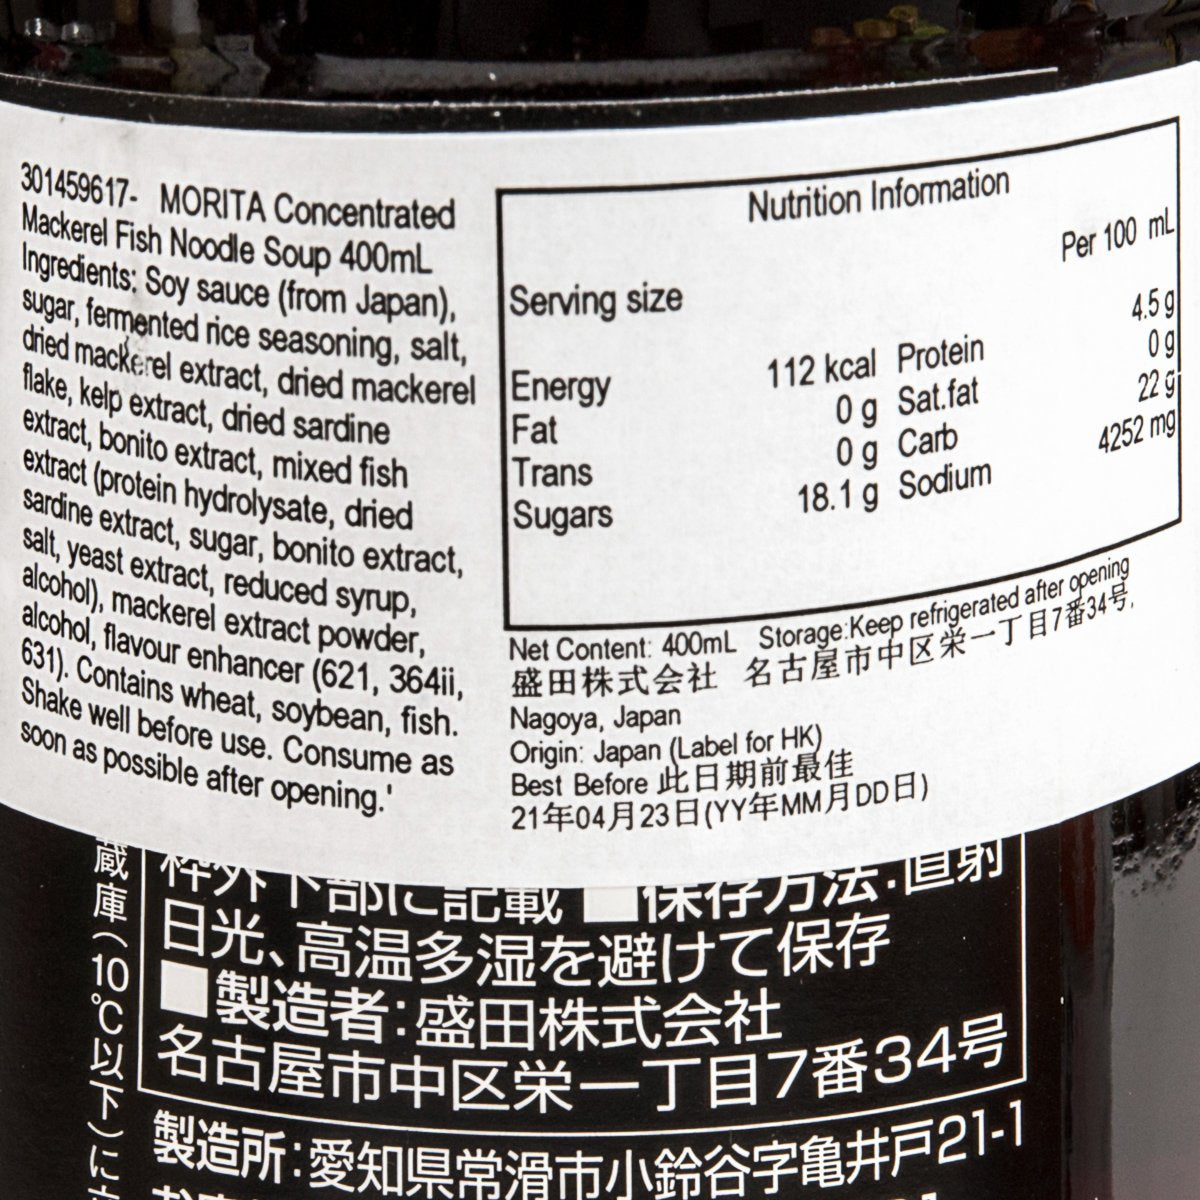 301459617- MORITA Concentrated
Mackerel Fish Noodle Soup 400mL
Ingredients: Soy sauce (from Japan),
sugar, fermented rice seasoning, salt,
dried mackerel extract, dried mackerel
flake, kelp extract, dried sardine
extract, bonito extract, mixed fish
extract (protein hydrolysate, dried
sardine extract, sugar, bonito extract,
salt, yeast extract, reduced syrup,
alcohol), mackerel extract powder,
alcohol, flavour enhancer (621, 364ii,
631). Contains wheat, soybean, fish.
Shake well before use. Consume as
soon as possible after opening.'
Nutrition Information
Serving size Per 100 mL
Energy 112 kcal Protein 4.5 g
Fat 0 g Sat.fat 0 g
Trans 0 g Carb 22 g
Sugars 18.1 g Sodium 4252 mg
Net Content: 400mL Storage:Keep refrigerated after opening
盛田株式会社 名古屋市中区栄一丁目7番34号,
Nagoya, Japan
Origin: Japan (Label for HK)
Best Before 此日期前最佳
21年04月23日(YY年MM月DD日)
枠外下部に記載 ■保存方法:直射
日光、高温多湿を避けて保存
■製造者:盛田株式会社
名古屋市中区栄一丁目7番34号
製造所:愛知県常滑市小鈴谷字亀井戸21-1
蔵庫(10℃以下)に